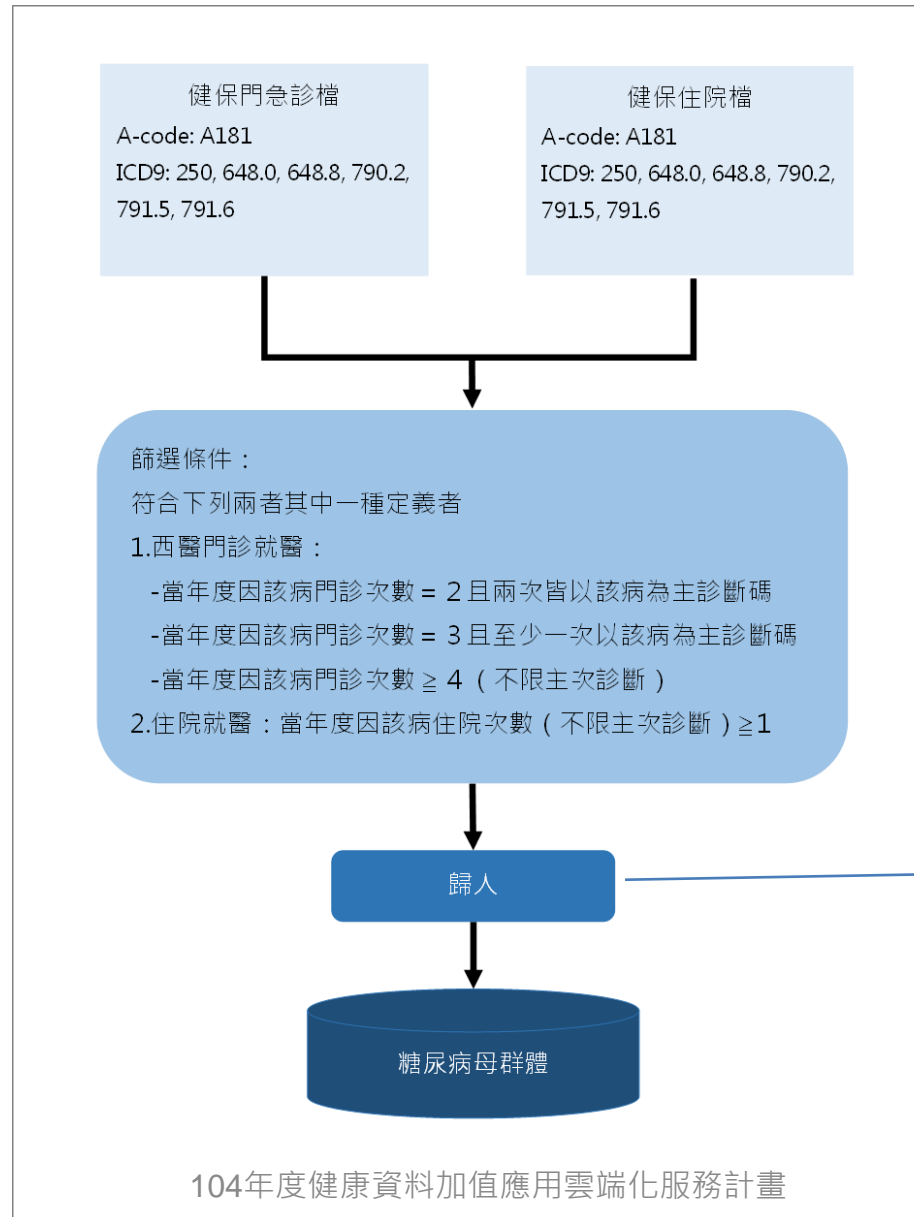 健保門急診檔
A-code: A181
ICD9: 250, 648.0, 648.8, 790.2,
791.5, 791.6
健保住院檔
A-code: A181
ICD9: 250, 648.0, 648.8, 790.2,
791.5, 791.6
篩選條件：
符合下列兩者其中一種定義者
1.西醫門診就醫：
-當年度因該病門診次數 = 2 且兩次皆以該病為主診斷碼
-當年度因該病門診次數 = 3 且至少一次以該病為主診斷碼
-當年度因該病門診次數 ≧ 4（不限主次診斷）
2.住院就醫：當年度因該病住院次數（不限主次診斷）≧1
歸人
糖尿病母群體
104年度健康資料加值應用雲端化服務計畫